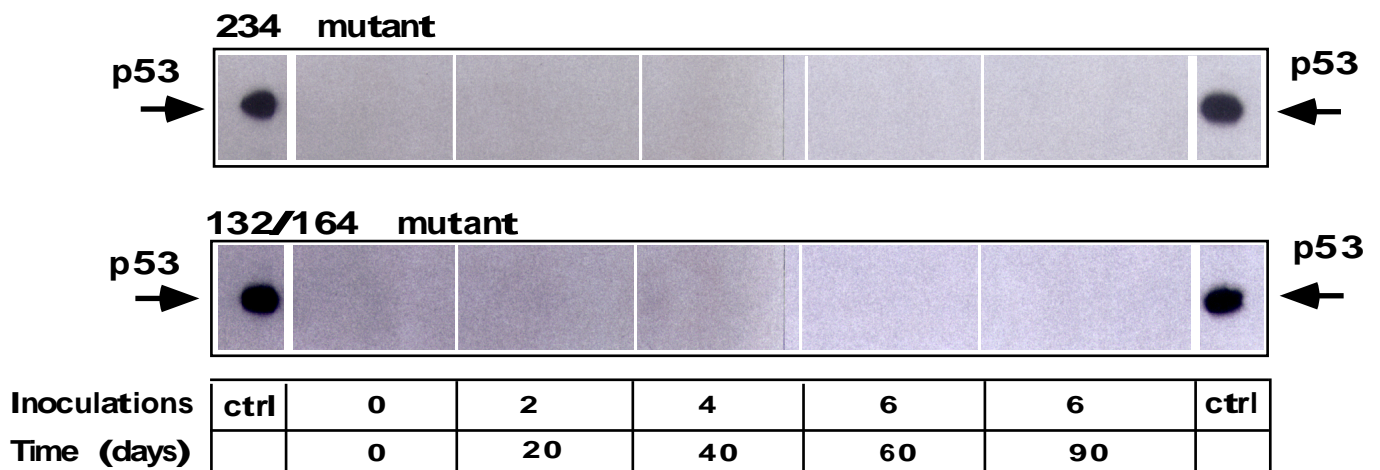 234 mutant
p53 p53
132/164 mutant
p53 p53
Inoculations ctrl 0 2 4 6 6 ctrl
Time (days) 0 20 40 60 90